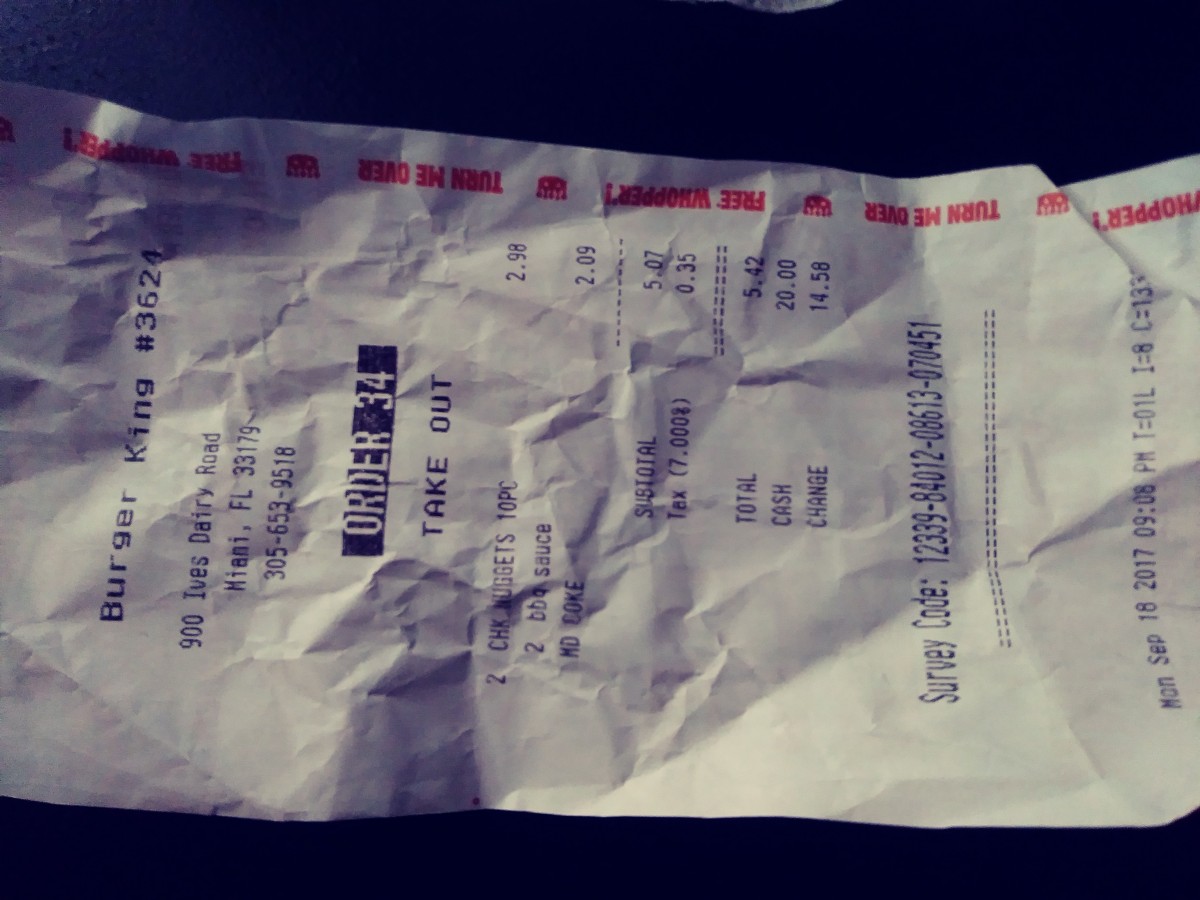 Burger King #3624
900 Ives Dairy Road
Miami, FL 33179
305-653-9518
ORDER 34
TAKE OUT
2 CHK NUGGETS 10PC 2.98
2 bbq sauce
MD COKE 2.09
SUBTOTAL 5.07
Tax (7.000%) 0.35
TOTAL 5.42
CASH 20.00
CHANGE 14.58
Survey Code: 12339-84012-08613-070451
Mon Sep 18 2017 09:08 PM T=01L I=8 C=133
FREE WHOPPER! TURN ME OVER FREE WHOPPER! TURN ME OVER WHOPPER!